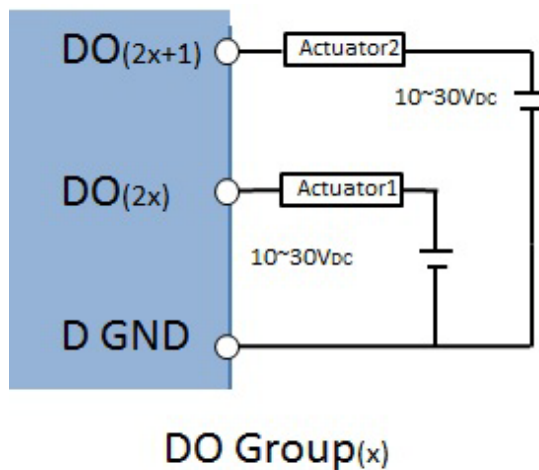 DO(2x+1)
Actuator2
10~30VDC
DO(2x)
Actuator1
10~30VDC
D GND
DO Group(x)